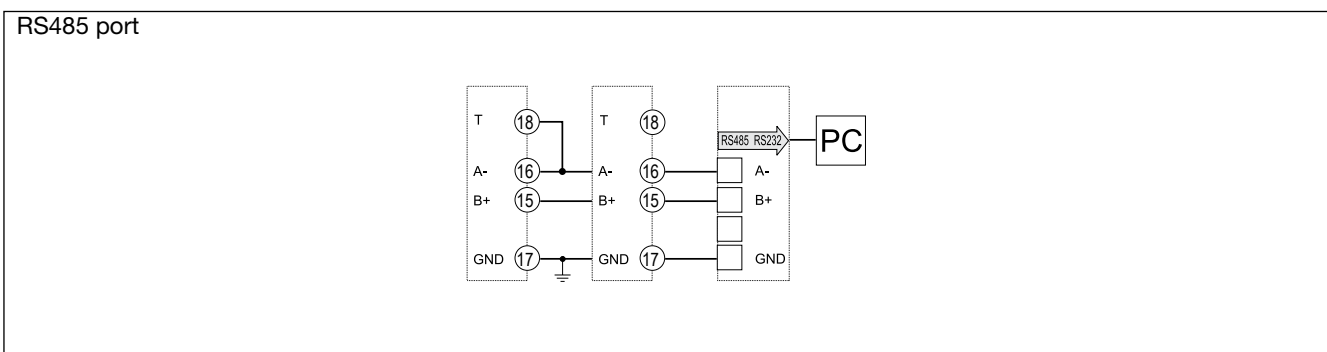 RS485 port
T 18 T 18
RS485 RS232 PC
A- 16 A- 16 A-
B+ 15 B+ 15 B+
GND 17 GND 17 GND